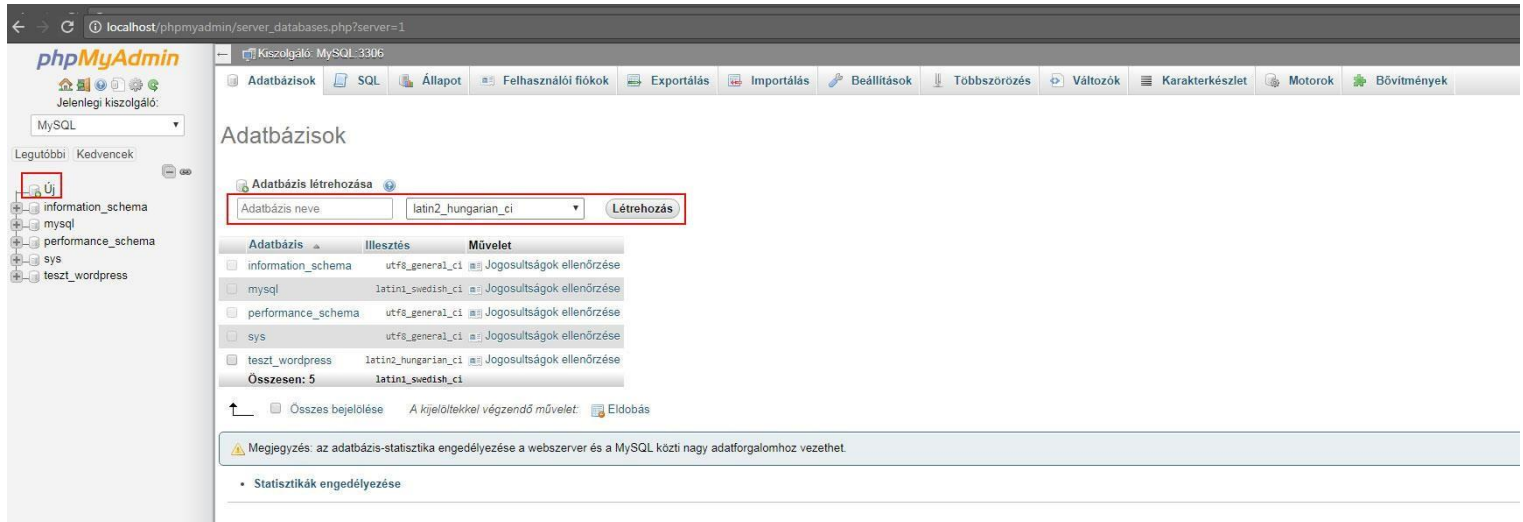 localhost/phpmyadmin/server_databases.php?server=1
phpMyAdmin
Jelenlegi kiszolgáló:
MySQL
Legutóbbi Kedvencek
Új
information_schema
mysql
performance_schema
sys
teszt_wordpress
Kiszolgáló: MySQL:3306
Adatbázisok SQL Állapot Felhasználói fiókok Exportálás Importálás Beállítások Többszörözés Változók Karakterkészlet Motorok Bővítmények
Adatbázisok
Adatbázis létrehozása
Adatbázis neve latin2_hungarian_ci Létrehozás
Adatbázis Illesztés Művelet
information_schema utf8_general_ci Jogosultságok ellenőrzése
mysql latin1_swedish_ci Jogosultságok ellenőrzése
performance_schema utf8_general_ci Jogosultságok ellenőrzése
sys utf8_general_ci Jogosultságok ellenőrzése
teszt_wordpress latin2_hungarian_ci Jogosultságok ellenőrzése
Összesen: 5 latin1_swedish_ci
Összes bejelölése A kijelöltekkel végzendő művelet: Eldobás
Megjegyzés: az adatbázis-statisztika engedélyezése a webszerver és a MySQL közti nagy adatforgalomhoz vezethet.
• Statisztikák engedélyezése